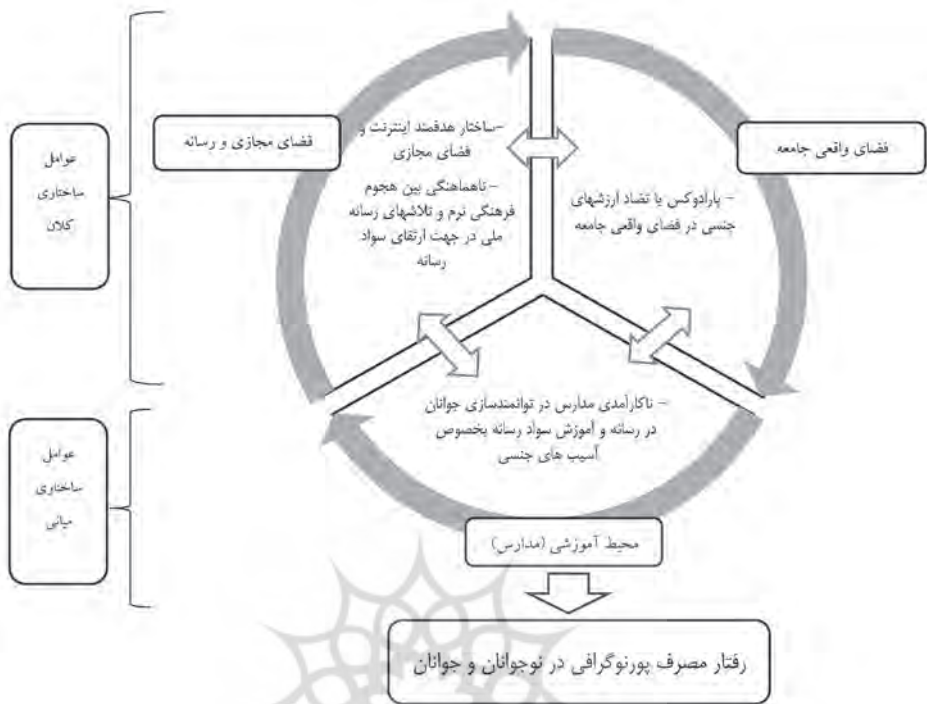 فضای واقعی جامعه
فضای مجازی و رسانه
عوامل
ساختاری
کلان
– پارادوکس یا تضاد ارزشهای
جنسی در فضای واقعی جامعه
–ساختار هدفمند اینترنت و
فضای مجازی
– ناهماهنگی بین هجوم
فرهنگی نرم و تلاشهای رسانه
ملی در جهت ارتقای سواد
رسانه
– ناکارآمدی مدارس در توانمندسازی جوانان
در رسانه و آموزش سواد رسانه بخصوص
آسیب های جنسی
عوامل
ساختاری
میانی
محیط آموزشی (مدارس)
رفتار مصرف پورنوگرافی در نوجوانان و جوانان